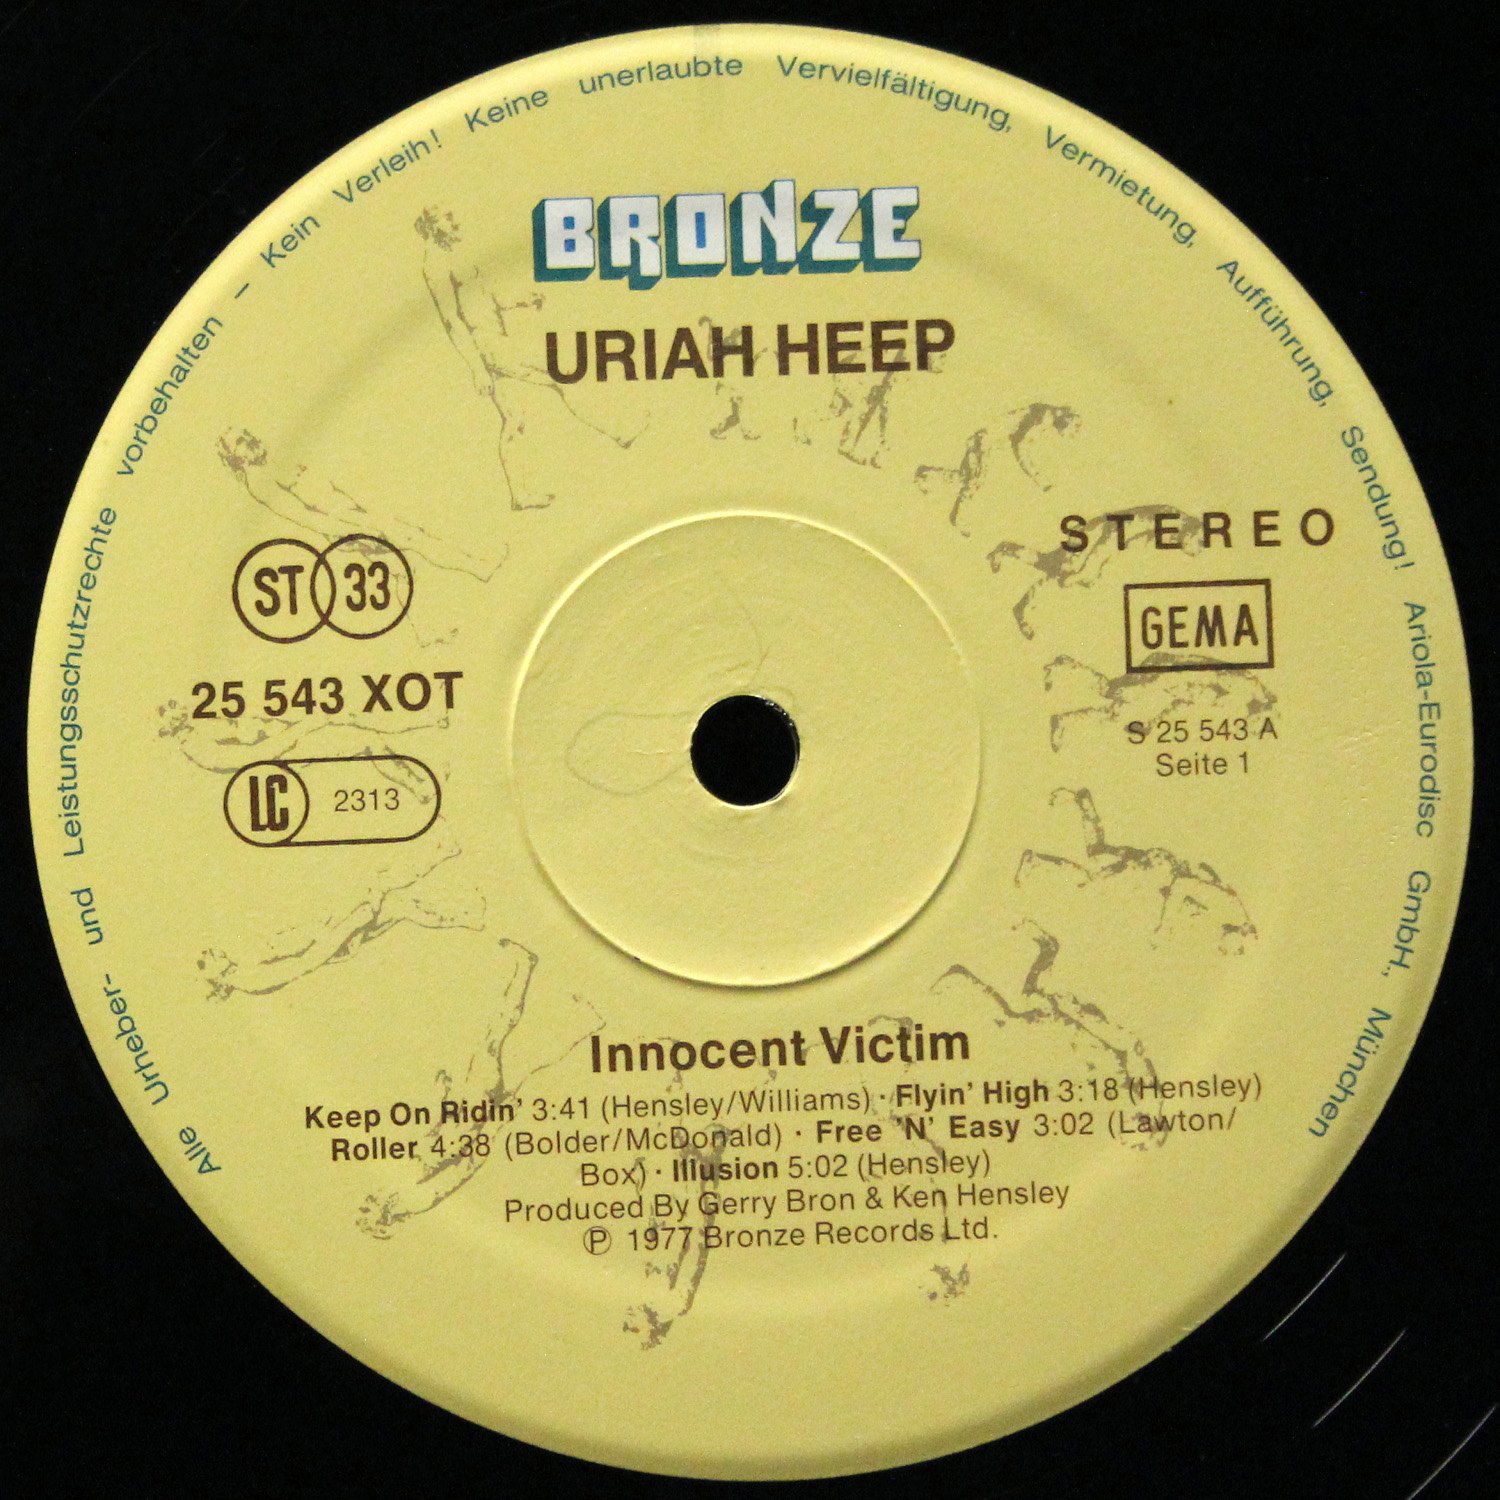 Alle Urheber- und Leistungsschutzrechte vorbehalten – Kein Verleih! Keine unerlaubte Vervielfältigung, Vermietung, Aufführung, Sendung! Ariola-Eurodisc GmbH., München
BRONZE
URIAH HEEP
STEREO
ST 33
GEMA
25 543 XOT
S 25 543 A
Seite 1
LC 2313
Innocent Victim
Keep On Ridin' 3:41 (Hensley/Williams) · Flyin' High 3:18 (Hensley)
Roller 4:38 (Bolder/McDonald) · Free 'N' Easy 3:02 (Lawton/
Box) · Illusion 5:02 (Hensley)
Produced By Gerry Bron & Ken Hensley
℗ 1977 Bronze Records Ltd.